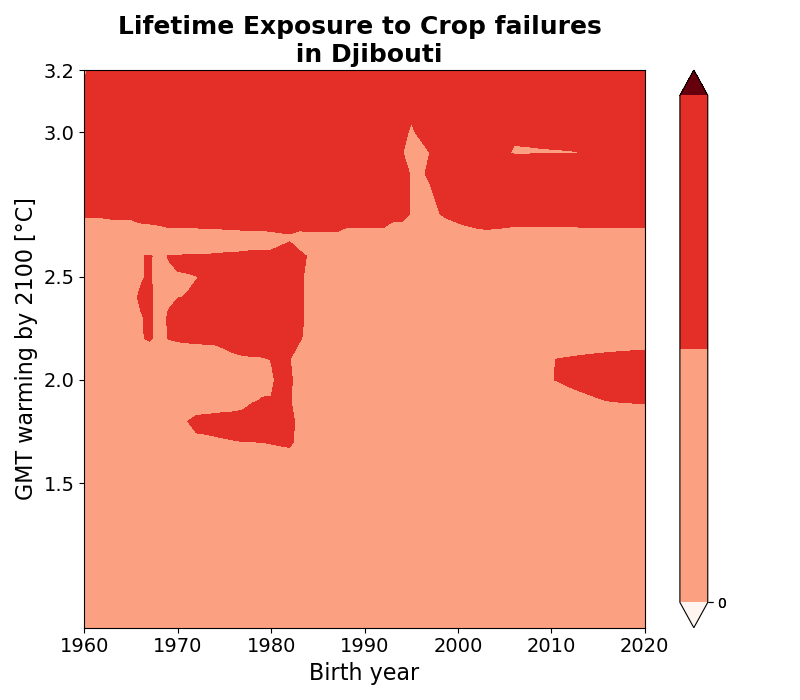 Lifetime Exposure to Crop failures
in Djibouti
GMT warming by 2100 [°C]
3.2
3.0
2.5
2.0
1.5
0
1960 1970 1980 1990 2000 2010 2020
Birth year